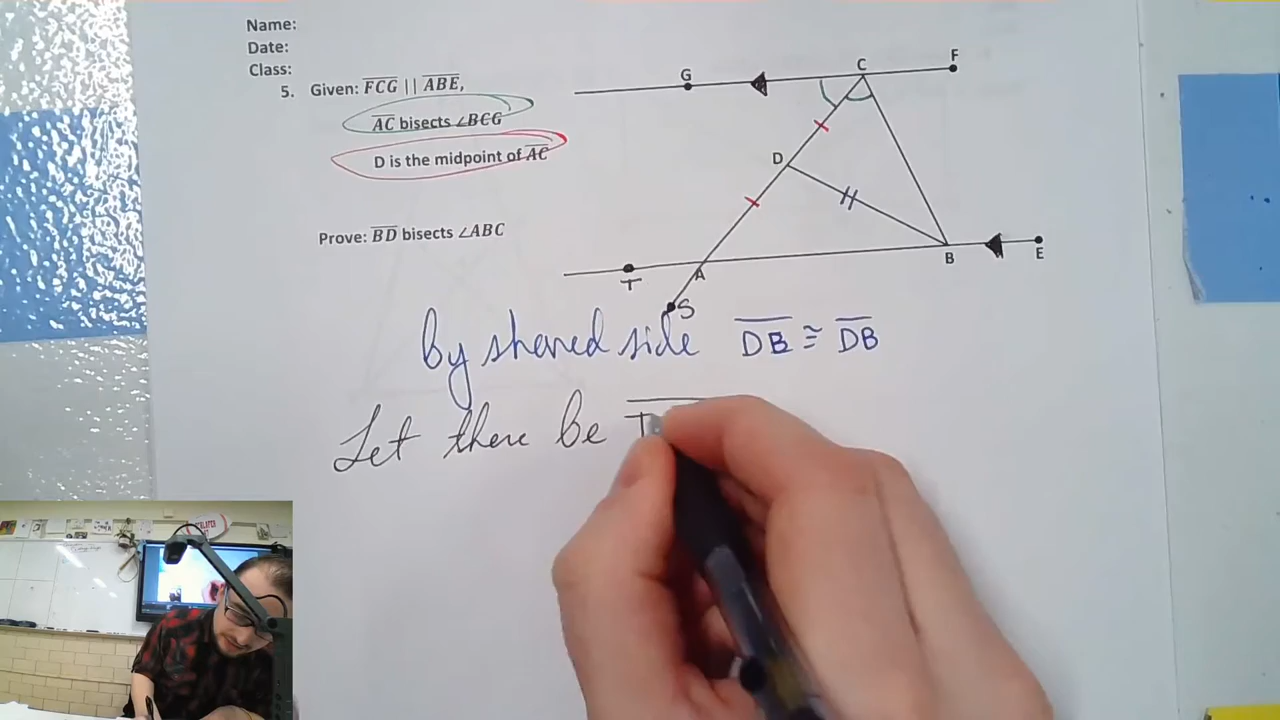 Name:
Date:
Class:
5. Given: FCG || ABE,
AC bisects ∠BCG
D is the midpoint of AC
Prove: BD bisects ∠ABC
G
C
F
D
T
A
S
B
E
by shared side DB ≅ DB
Let there be T